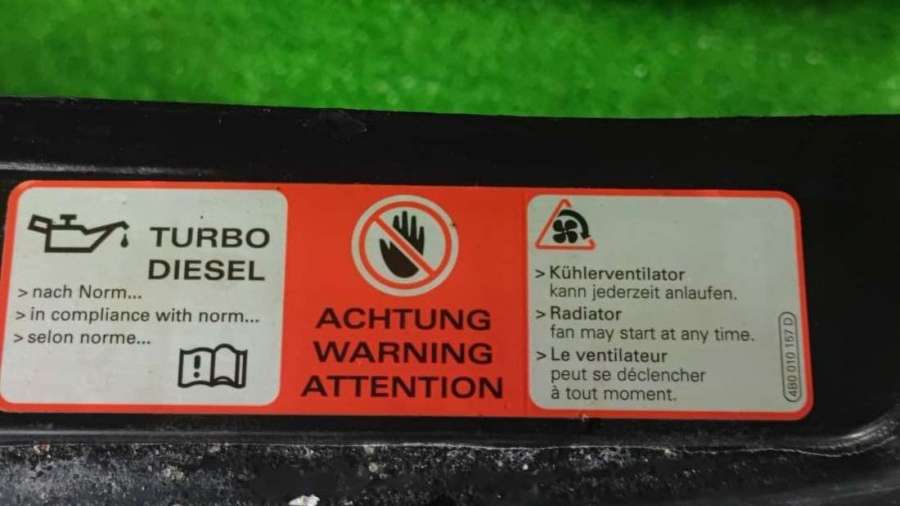 TURBO
DIESEL
> nach Norm...
> in compliance with norm...
> selon norme...
ACHTUNG
WARNING
ATTENTION
> Kühlerventilator
kann jederzeit anlaufen.
> Radiator
fan may start at any time.
> Le ventilateur
peut se déclencher
à tout moment.
4B0 010 157 D